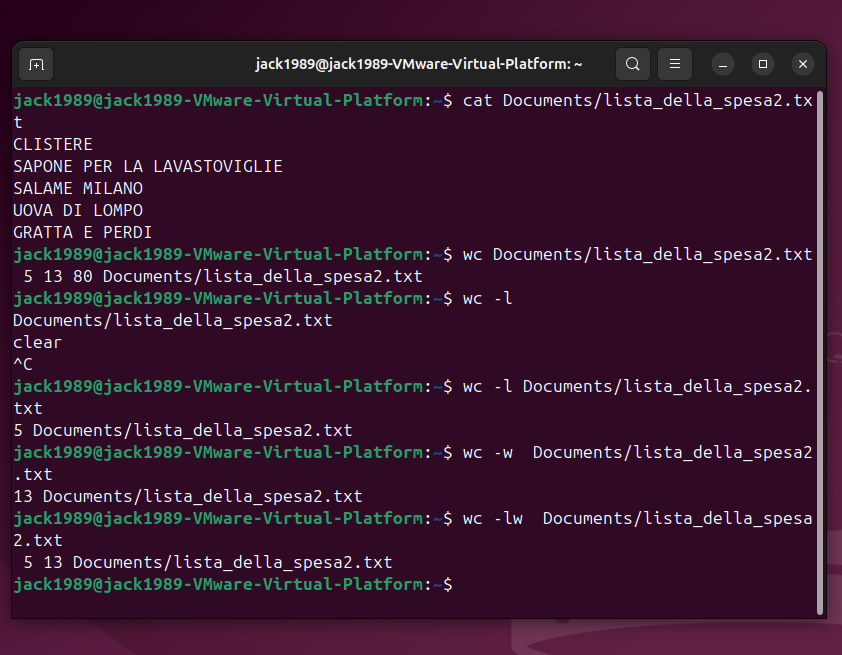 jack1989@jack1989-VMware-Virtual-Platform: ~
jack1989@jack1989-VMware-Virtual-Platform:~$ cat Documents/lista_della_spesa2.tx
t
CLISTERE
SAPONE PER LA LAVASTOVIGLIE
SALAME MILANO
UOVA DI LOMPO
GRATTA E PERDI
jack1989@jack1989-VMware-Virtual-Platform:~$ wc Documents/lista_della_spesa2.txt
 5 13 80 Documents/lista_della_spesa2.txt
jack1989@jack1989-VMware-Virtual-Platform:~$ wc -l
Documents/lista_della_spesa2.txt
clear
^C
jack1989@jack1989-VMware-Virtual-Platform:~$ wc -l Documents/lista_della_spesa2.
txt
5 Documents/lista_della_spesa2.txt
jack1989@jack1989-VMware-Virtual-Platform:~$ wc -w  Documents/lista_della_spesa2
.txt
13 Documents/lista_della_spesa2.txt
jack1989@jack1989-VMware-Virtual-Platform:~$ wc -lw  Documents/lista_della_spesa
2.txt
 5 13 Documents/lista_della_spesa2.txt
jack1989@jack1989-VMware-Virtual-Platform:~$